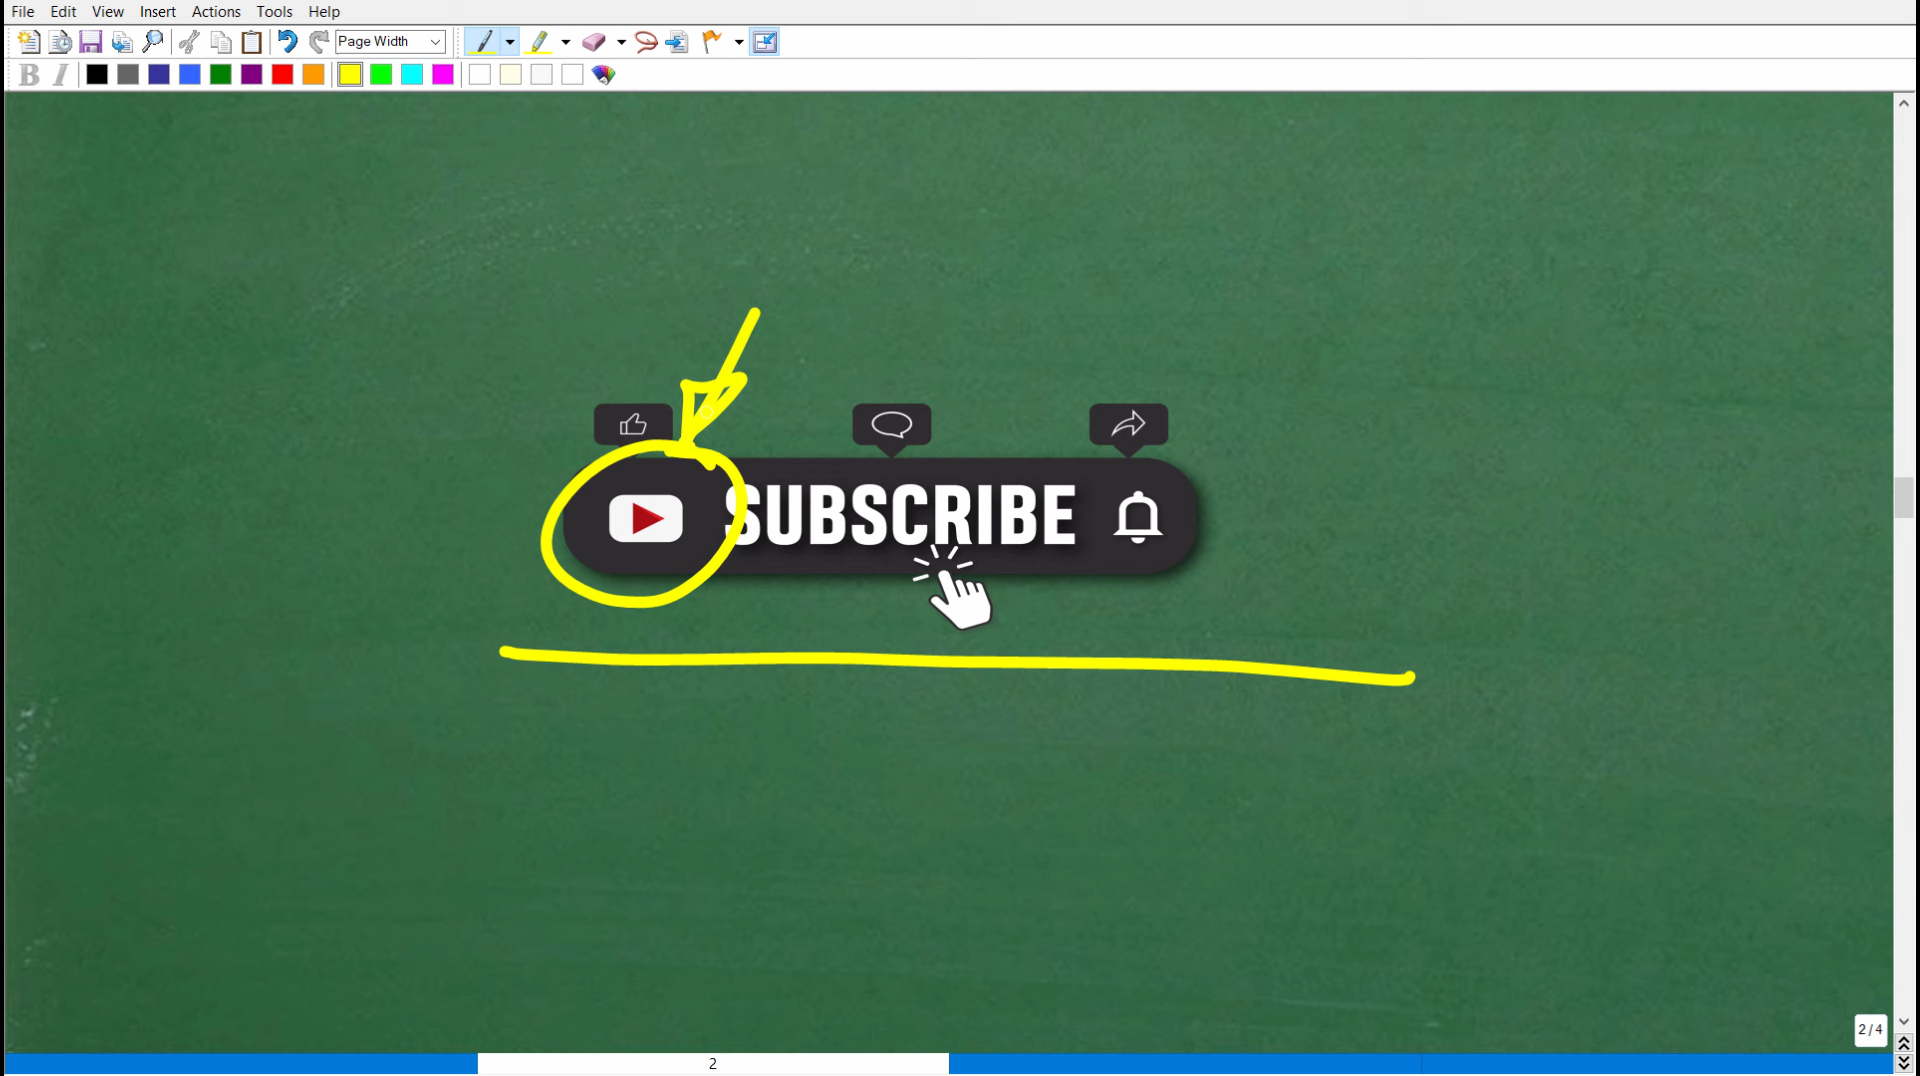 File Edit View Insert Actions Tools Help
Page Width
B I
SUBSCRIBE
2 / 4
2